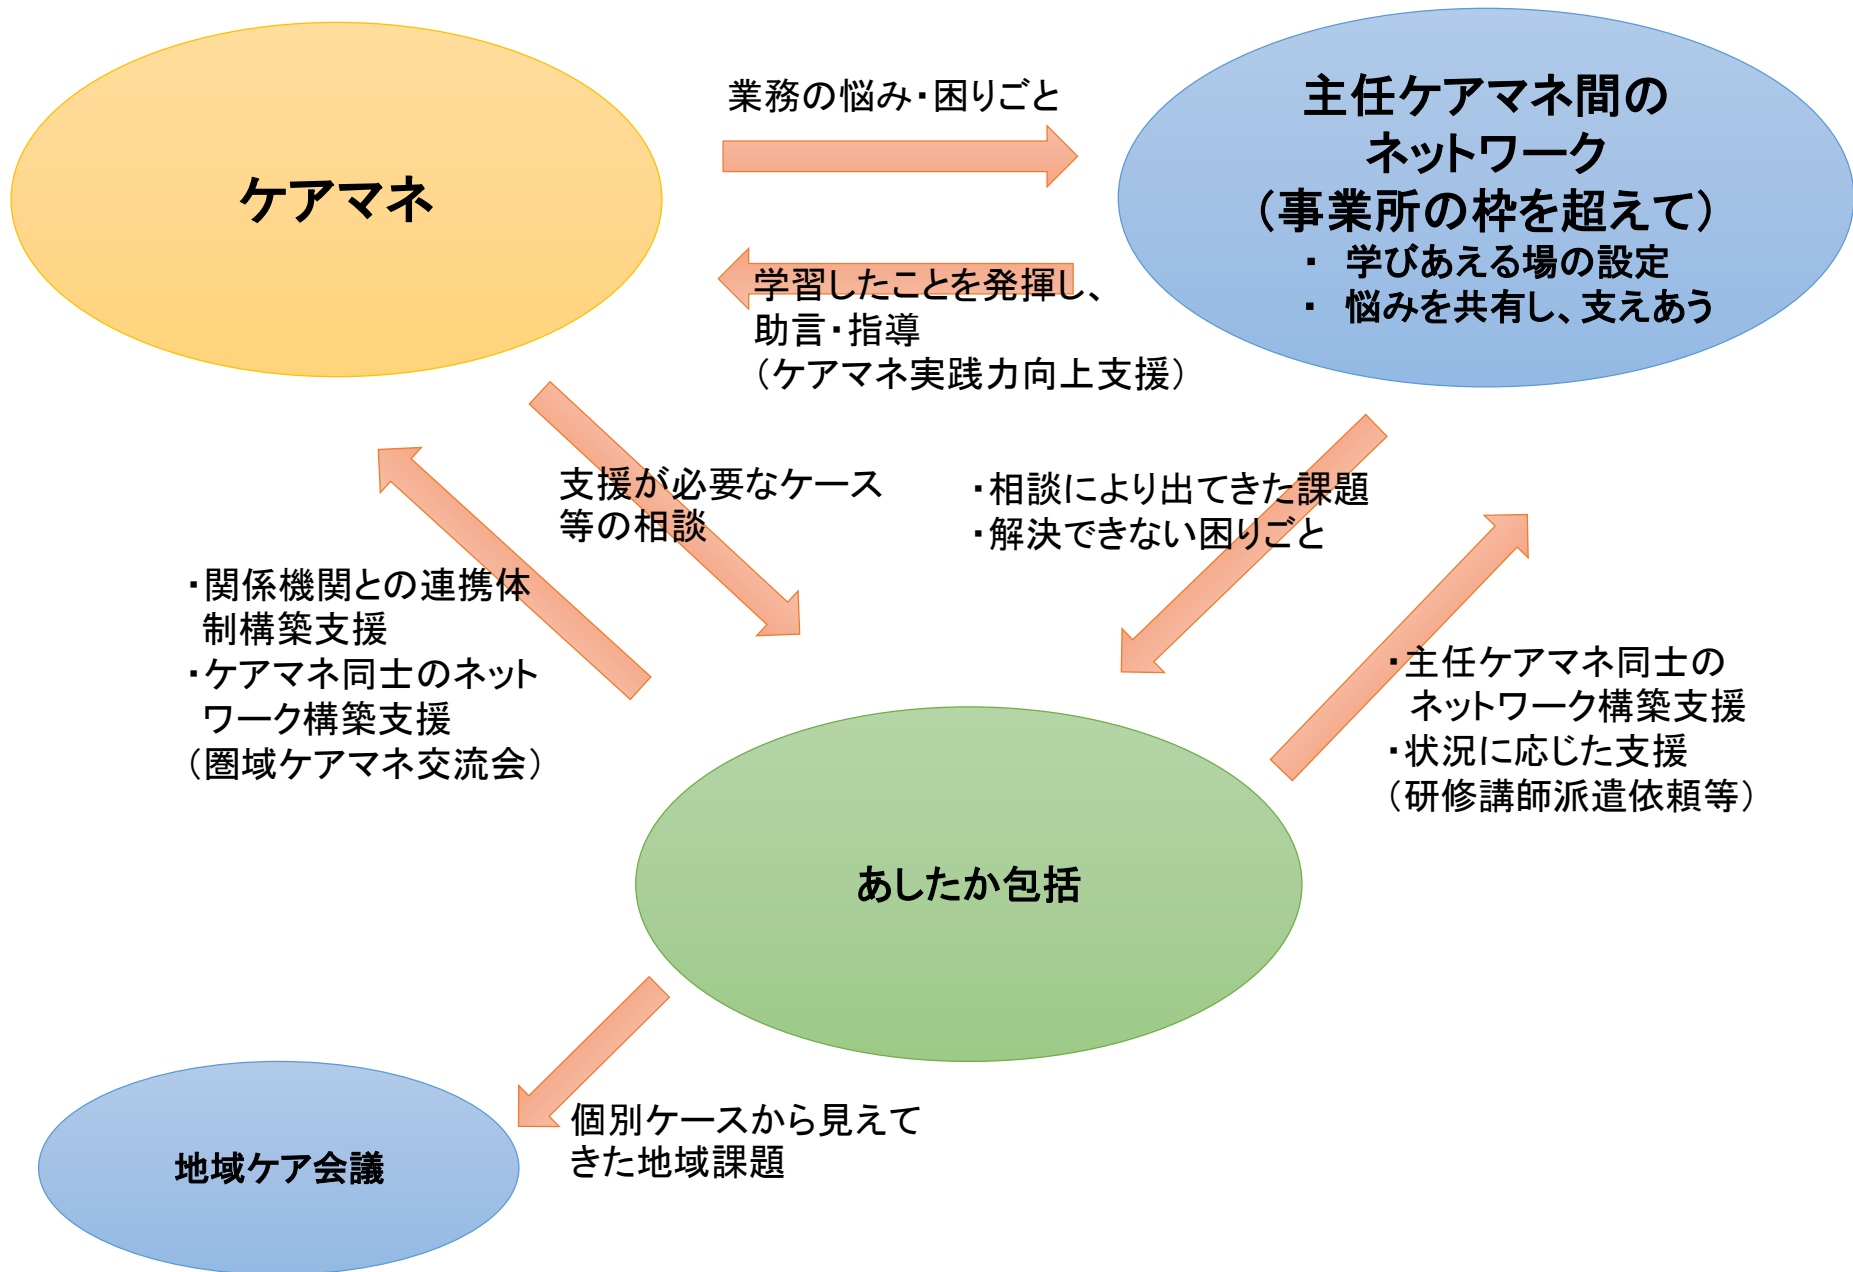 業務の悩み・困りごと
ケアマネ
主任ケアマネ間の
ネットワーク
（事業所の枠を超えて）
・ 学びあえる場の設定
・ 悩みを共有し、支えあう
学習したことを発揮し、
助言・指導
（ケアマネ実践力向上支援）
支援が必要なケース
等の相談
・相談により出てきた課題
・解決できない困りごと
・関係機関との連携体
制構築支援
・ケアマネ同士のネット
ワーク構築支援
（圏域ケアマネ交流会）
・主任ケアマネ同士の
ネットワーク構築支援
・状況に応じた支援
（研修講師派遣依頼等）
あしたか包括
個別ケースから見えて
きた地域課題
地域ケア会議